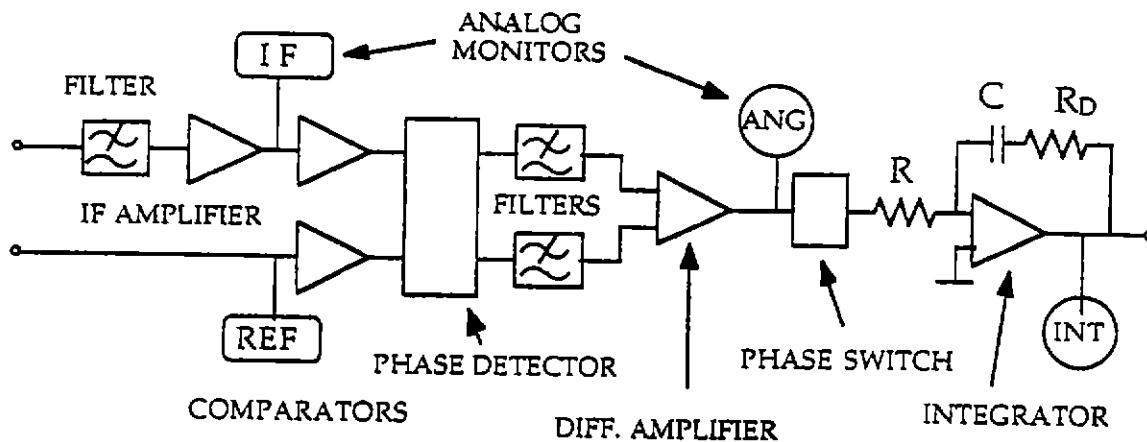 ANALOG
MONITORS
IF
FILTER
ANG
C
RD
R
IF AMPLIFIER
FILTERS
REF
INT
PHASE DETECTOR
PHASE SWITCH
COMPARATORS
DIFF. AMPLIFIER
INTEGRATOR